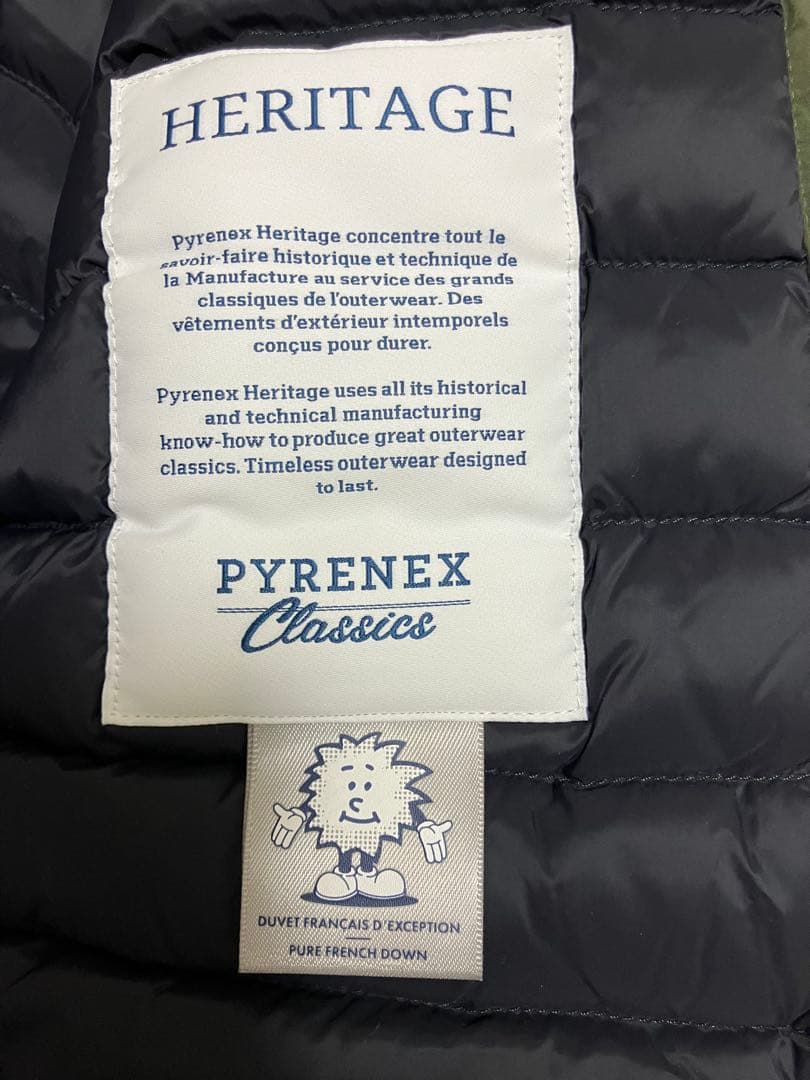 HERITAGE
Pyrenex Heritage concentre tout le
savoir-faire historique et technique de
la Manufacture au service des grands
classiques de l'outerwear. Des
vêtements d'extérieur intemporels
conçus pour durer.
Pyrenex Heritage uses all its historical
and technical manufacturing
know-how to produce great outerwear
classics. Timeless outerwear designed
to last.
PYRENEX
Classics
DUVET FRANÇAIS D'EXCEPTION
PURE FRENCH DOWN